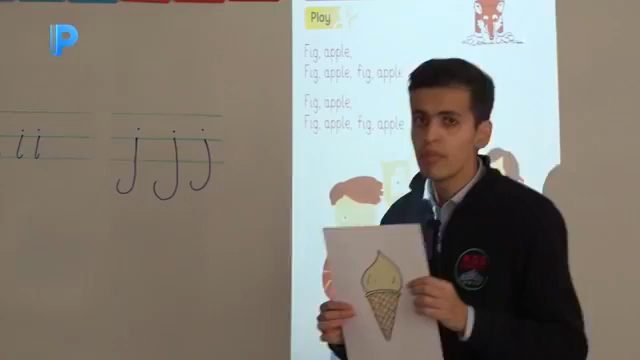 Play
Fig, apple,
Fig, apple, fig, apple
Fig, apple,
Fig, apple, fig, apple
i i
j j j
P